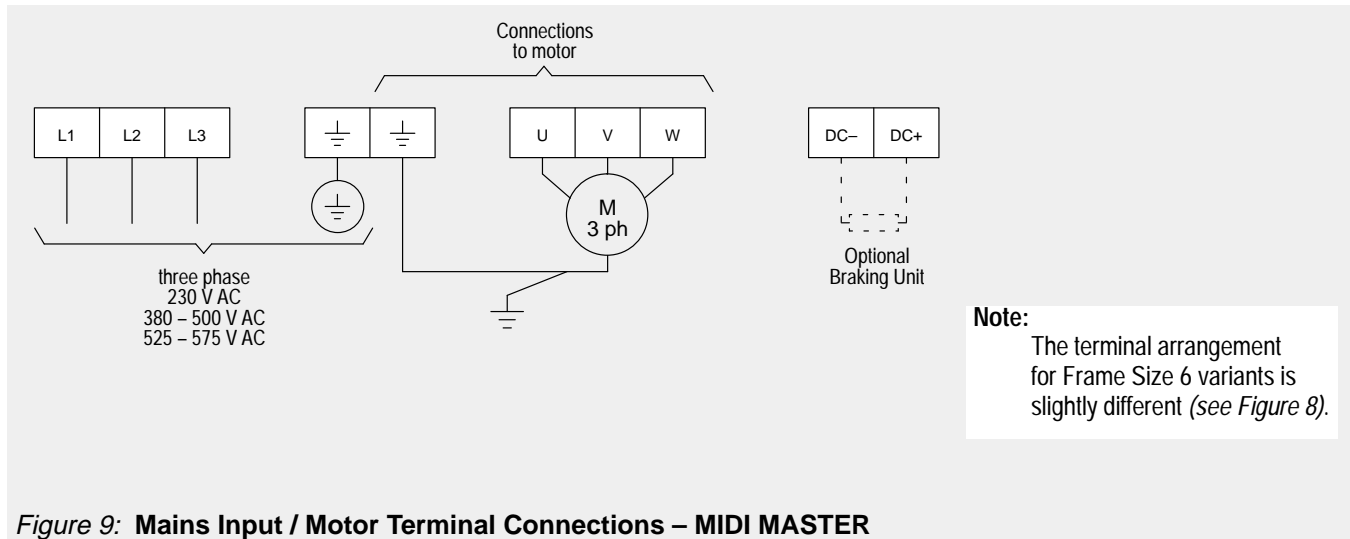 Connections
to motor
L1 L2 L3 U V W DC– DC+
M
3 ph
Optional
Braking Unit
three phase
230 V AC
380 – 500 V AC
525 – 575 V AC
Note:
The terminal arrangement
for Frame Size 6 variants is
slightly different (see Figure 8).
Figure 9: Mains Input / Motor Terminal Connections – MIDI MASTER